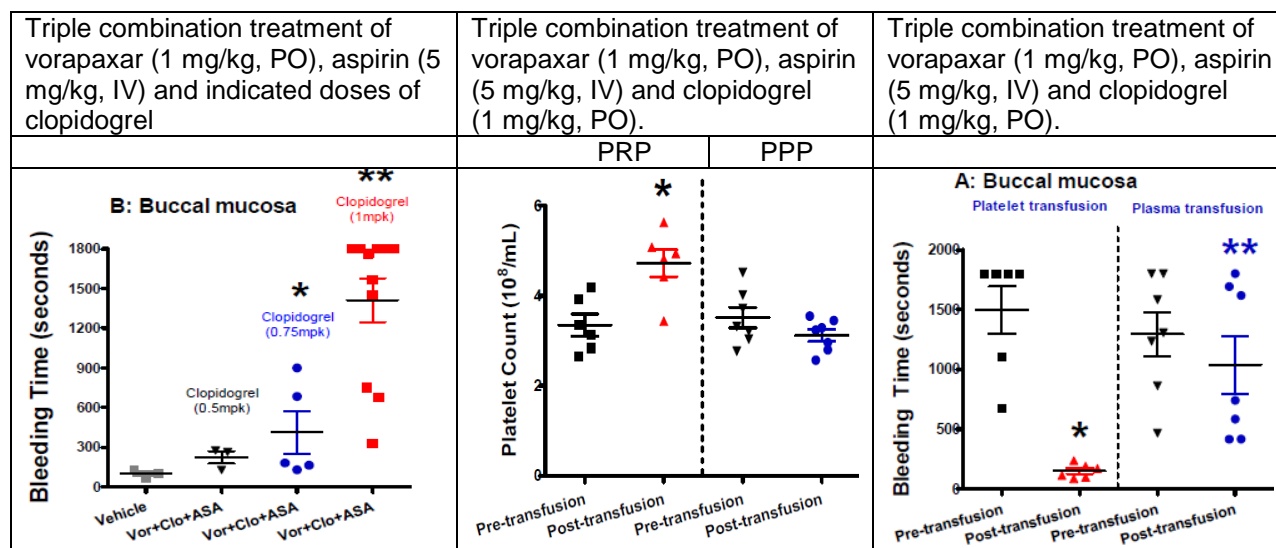 Triple combination treatment of
vorapaxar (1 mg/kg, PO), aspirin (5
mg/kg, IV) and indicated doses of
clopidogrel
Triple combination treatment of
vorapaxar (1 mg/kg, PO), aspirin
(5 mg/kg, IV) and clopidogrel
(1 mg/kg, PO).
Triple combination treatment of
vorapaxar (1 mg/kg, PO), aspirin
(5 mg/kg, IV) and clopidogrel
(1 mg/kg, PO).
PRP
PPP
B: Buccal mucosa
**
Clopidogrel
(1mpk)
*
Clopidogrel
(0.75mpk)
Clopidogrel
(0.5mpk)
Bleeding Time (seconds)
1800
1500
1200
900
600
300
0
Vehicle
Vor+Clo+ASA
Vor+Clo+ASA
Vor+Clo+ASA
*
Platelet Count (10⁸/mL)
6
4
2
0
Pre-transfusion
Post-transfusion
Pre-transfusion
Post-transfusion
A: Buccal mucosa
Platelet transfusion
Plasma transfusion
**
*
Bleeding Time (seconds)
2000
1500
1000
500
0
Pre-transfusion
Post-transfusion
Pre-transfusion
Post-transfusion